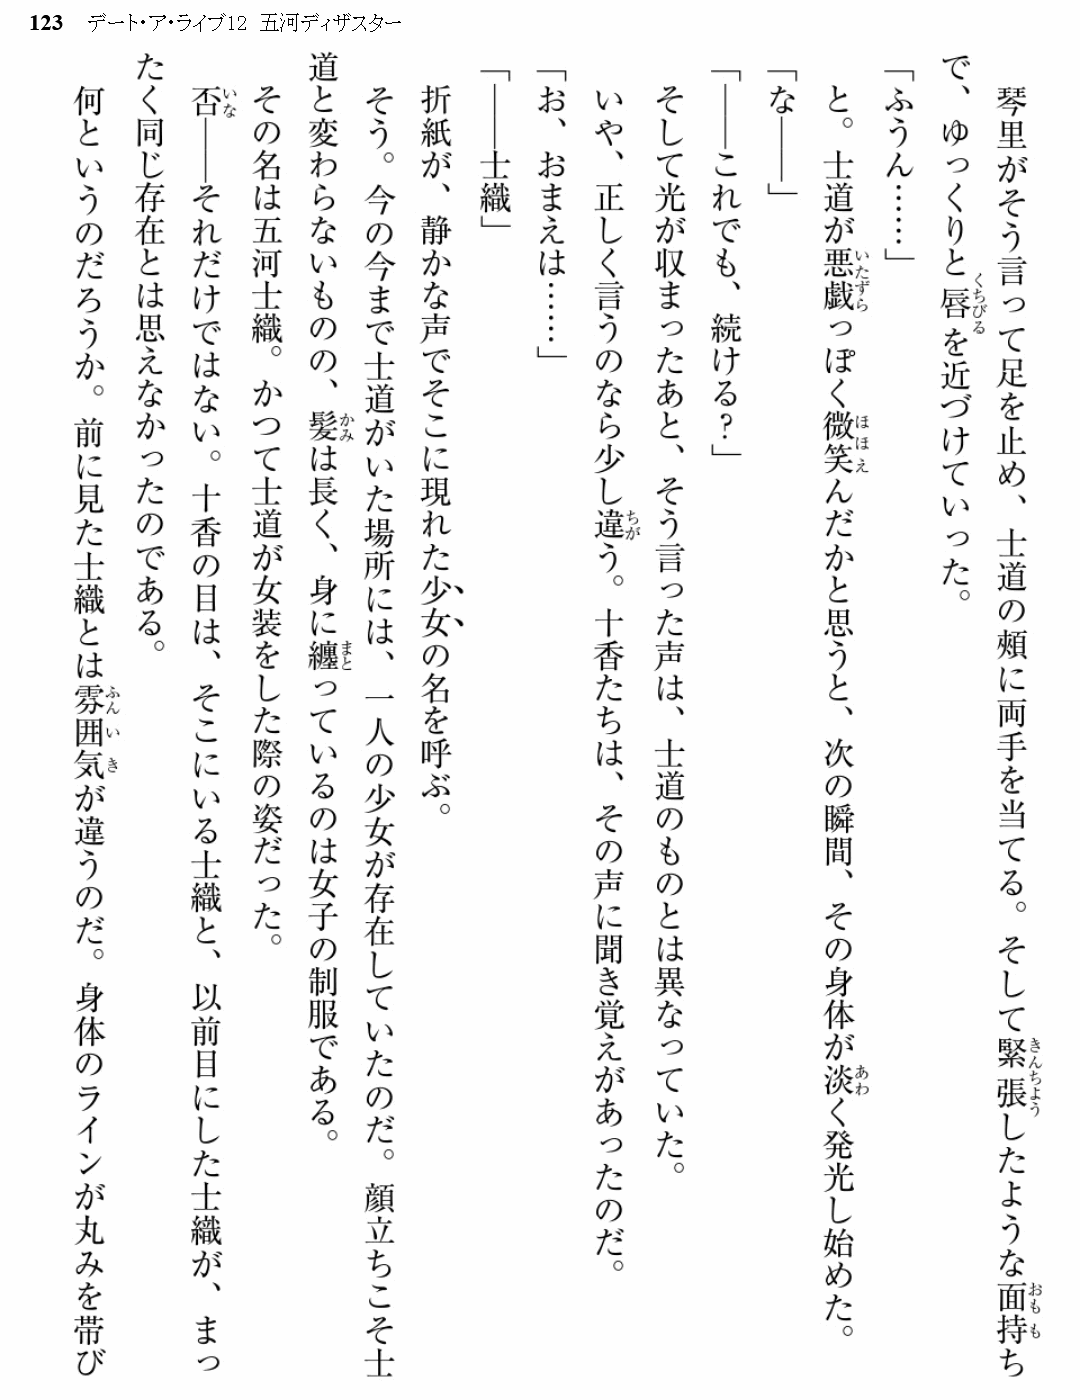 123 デート・ア・ライブ12 五河ディザスター
琴里がそう言って足を止め、士道の頰に両手を当てる。そして緊張したような面持ち
で、ゆっくりと唇を近づけていった。
「ふうん……」
と。士道が悪戯っぽく微笑んだかと思うと、次の瞬間、その身体が淡く発光し始めた。
「な――」
「――これでも、続ける?」
そして光が収まったあと、そう言った声は、士道のものとは異なっていた。
いや、正しく言うのなら少し違う。十香たちは、その声に聞き覚えがあったのだ。
「お、おまえは……」
「――士織」
折紙が、静かな声でそこに現れた少女の名を呼ぶ。
そう。今の今まで士道がいた場所には、一人の少女が存在していたのだ。顔立ちこそ士
道と変わらないものの、髪は長く、身に纏っているのは女子の制服である。
その名は五河士織。かつて士道が女装をした際の姿だった。
否――それだけではない。十香の目は、そこにいる士織と、以前目にした士織が、まっ
たく同じ存在とは思えなかったのである。
何というのだろうか。前に見た士織とは雰囲気が違うのだ。身体のラインが丸みを帯び